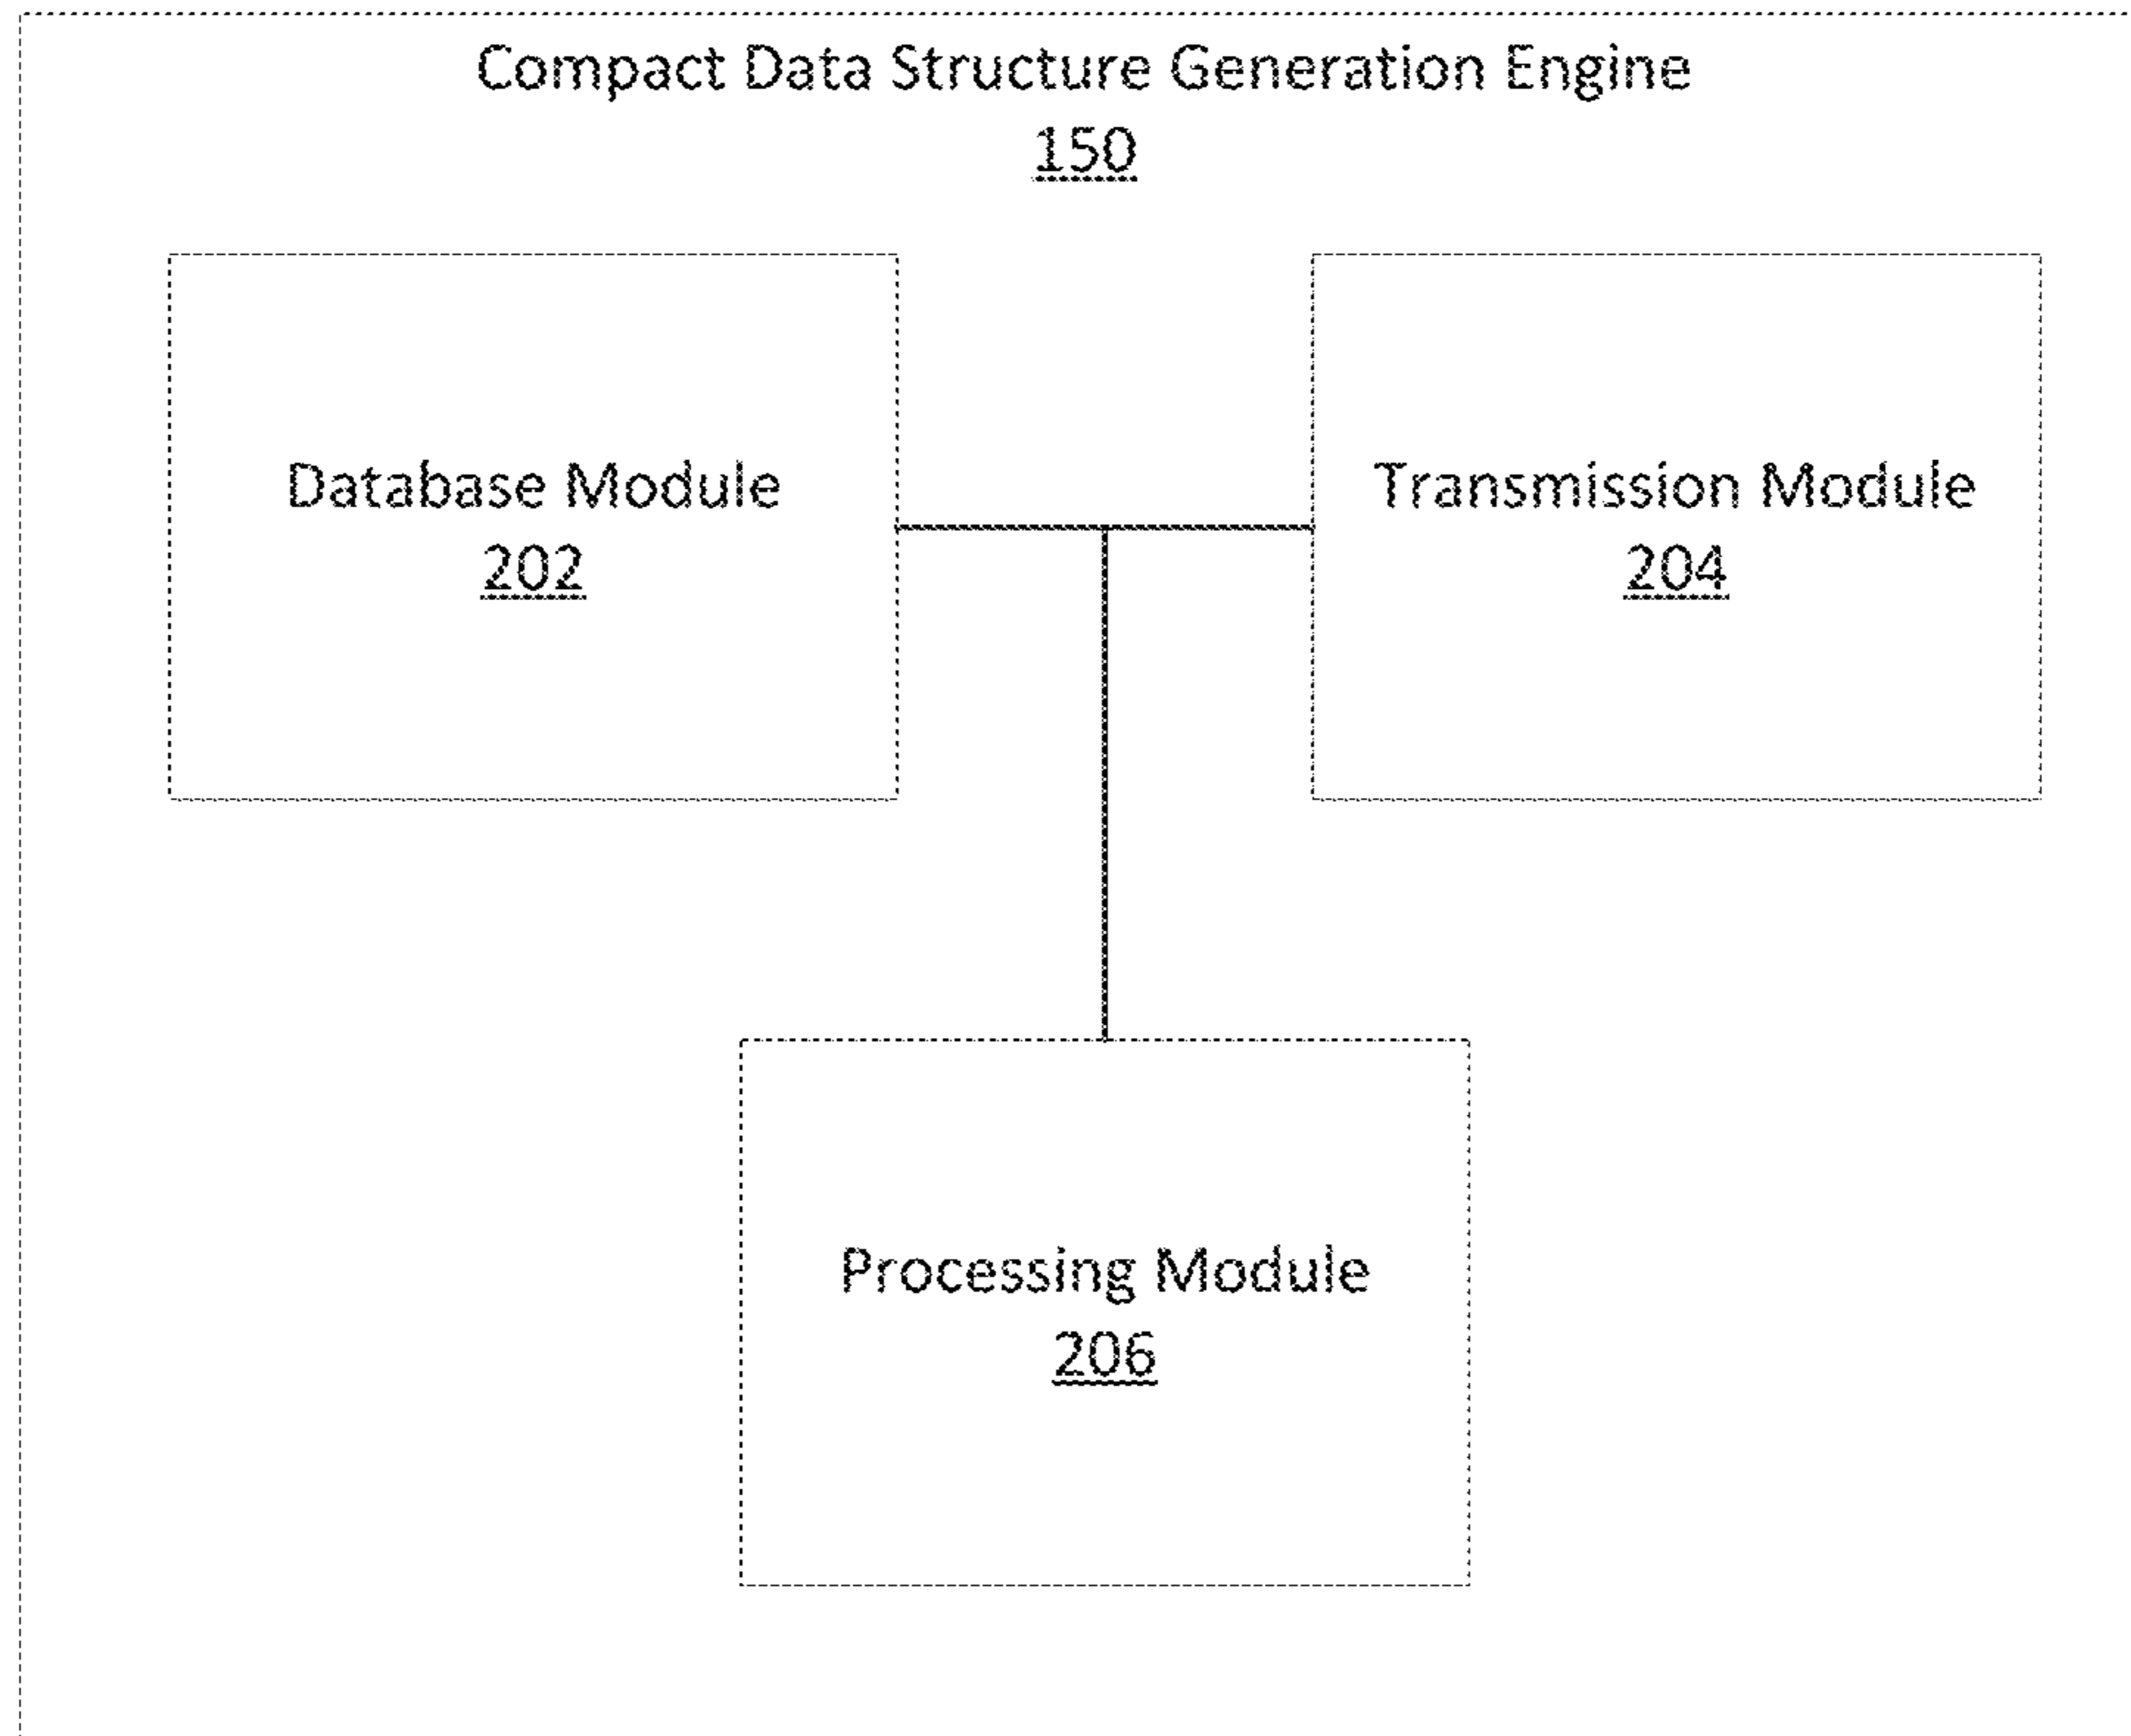 Compact Data Structure Generation Engine
150
Database Module
202
Transmission Module
204
Processing Module
206